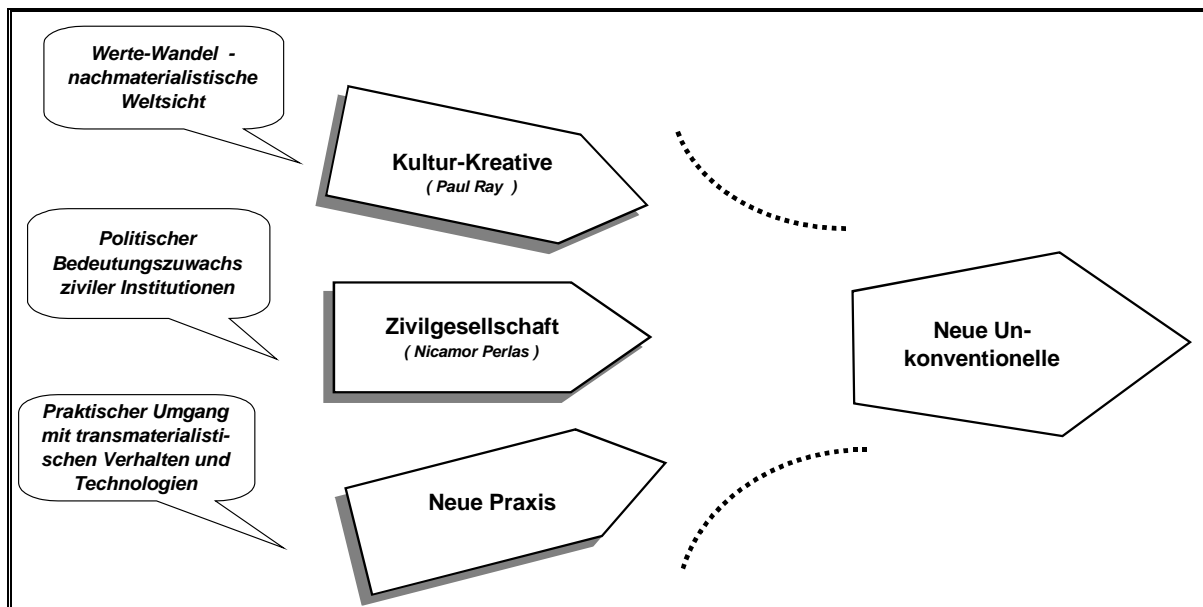 Werte-Wandel -
nachmaterialistische
Weltsicht
Kultur-Kreative
( Paul Ray )
Politischer
Bedeutungszuwachs
ziviler Institutionen
Zivilgesellschaft
( Nicamor Perlas )
Neue Un-
konventionelle
Praktischer Umgang
mit transmaterialisti-
schen Verhalten und
Technologien
Neue Praxis